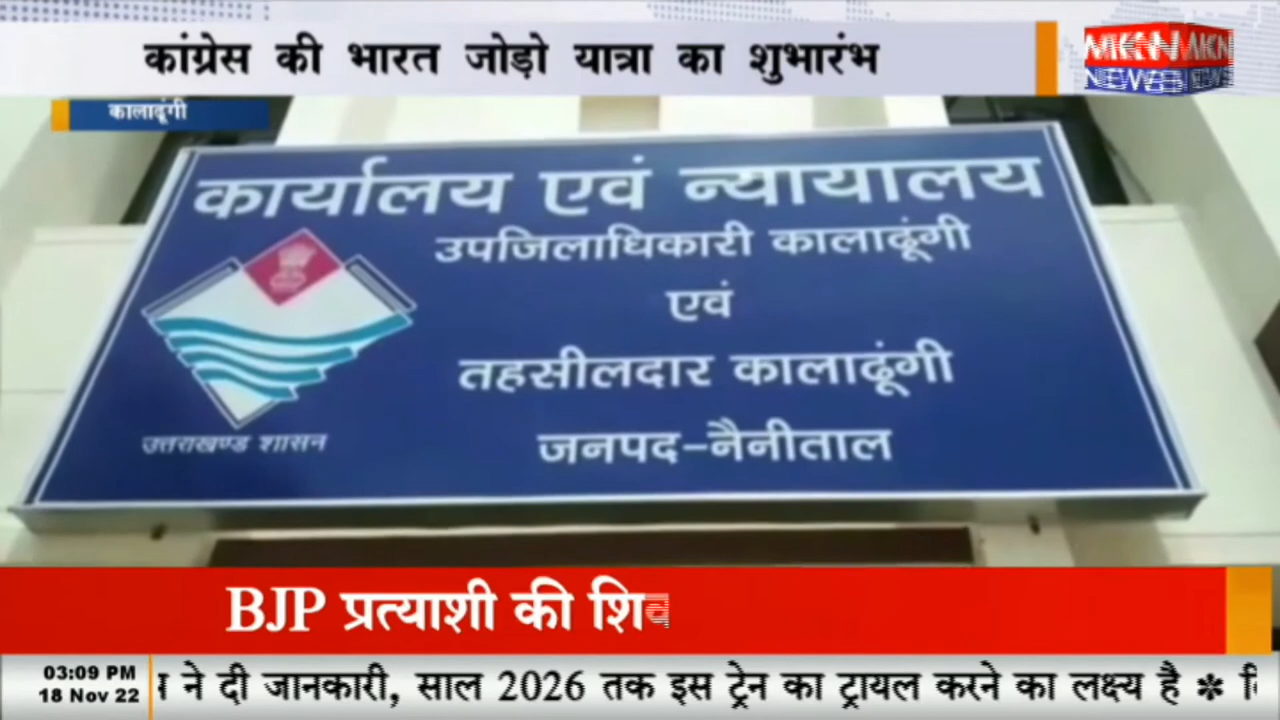 कांग्रेस की भारत जोड़ो यात्रा का शुभारंभ
NEWS
कालाढूंगी
कार्यालय एवं न्यायालय
उपजिलाधिकारी कालाढूंगी
एवं
तहसीलदार कालाढूंगी
जनपद-नैनीताल
उत्तराखण्ड शासन
BJP प्रत्याशी की
03:09 PM
18 Nov 22
ने दी जानकारी, साल 2026 तक इस ट्रेन का ट्रायल करने का लक्ष्य है *